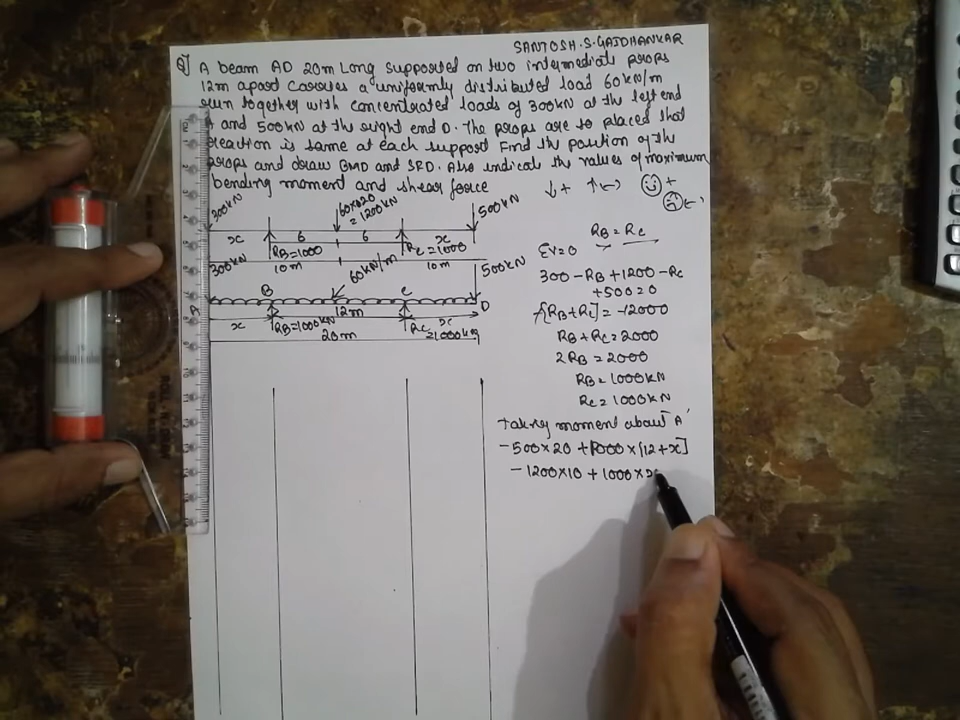 SANTOSH.S.GAJDHANKAR
Q] A beam AD 20m Long supported on two intermediate props
12m apart carries a uniformly distributed load 60 kN/m
run together with concentrated loads of 300kN at the left end
A and 500kN at the right end D. The props are to placed that
reaction is same at each support Find the position of the
props and draw BMD and SFD. Also indicate the values of maximum
bending moment and shear force
↓+ ↑(-) + (-)
300kN
60x20
=1200kN
500kN
x 6 6 x
RB=1000 RC=1000
10m 10m
300kN 60kN/m 500kN
A B C D
12m
x RB=1000kN RC =1000kN x
20m
RB = RC
ΣV=0
300 -RB +1200 -RC
+500=0
-[RB+RC]= -2000
RB+RC=2000
2RB = 2000
RB = 1000kN
RC = 1000kN
Taking moment about 'A'
-500×20 +1000×[12+x]
-1200×10 +1000×x